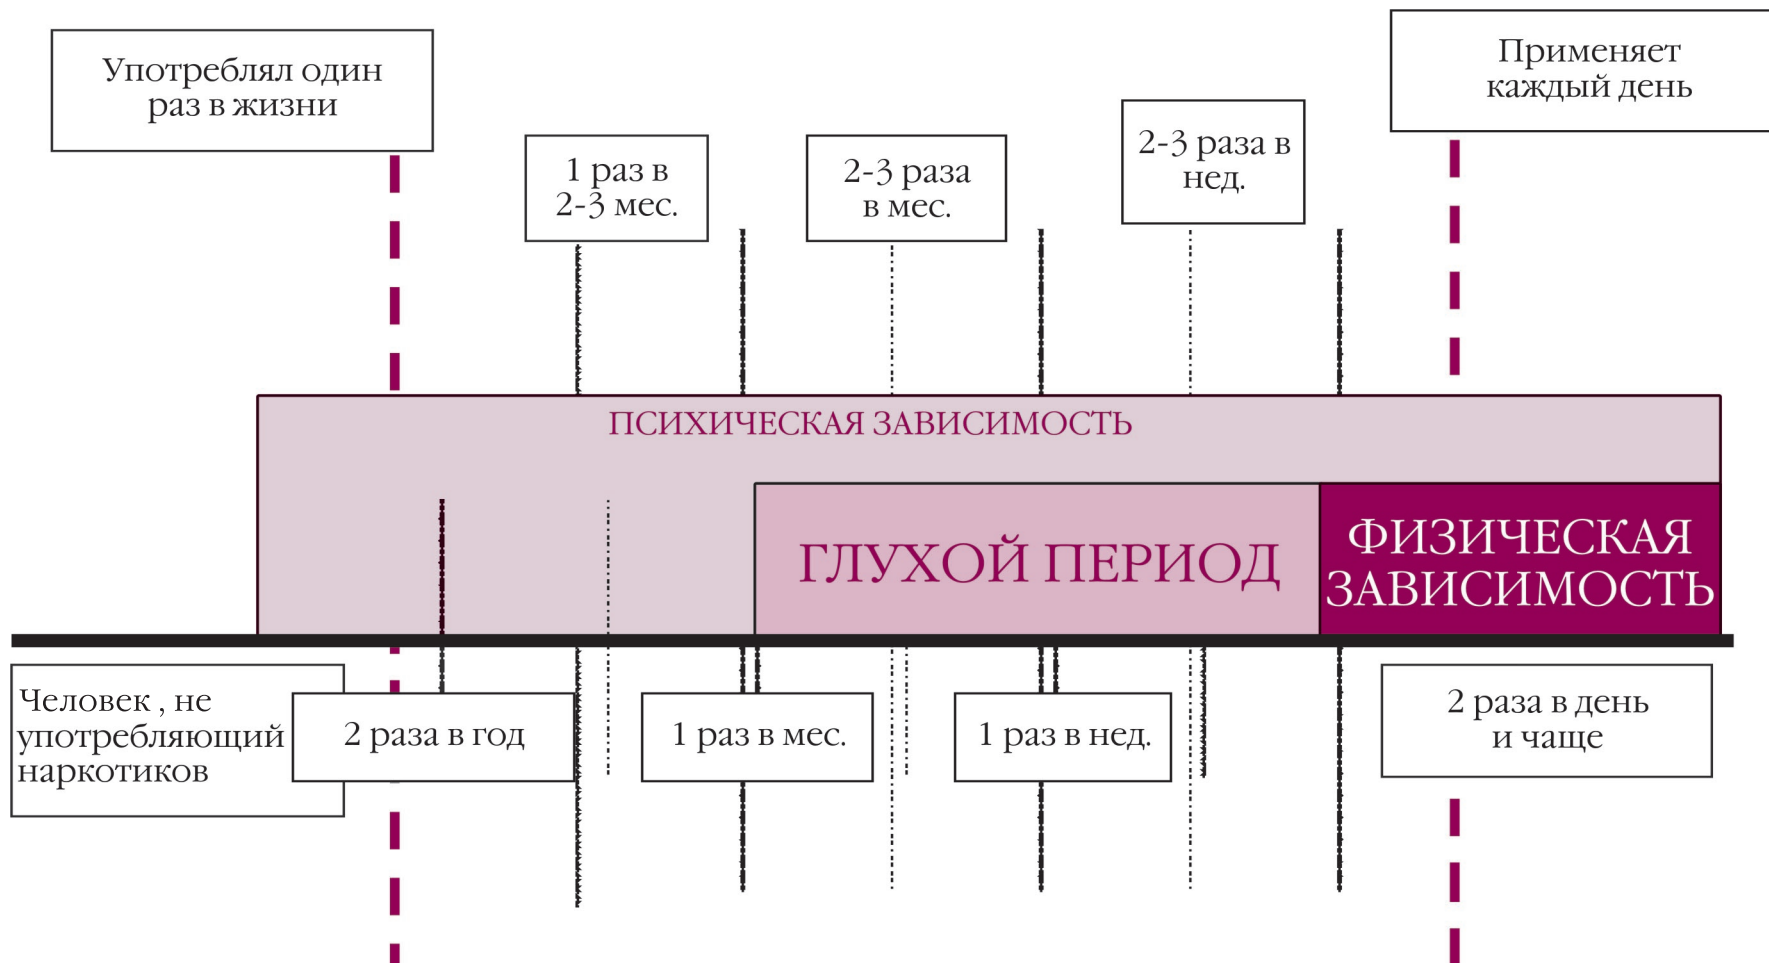 Употреблял один
раз в жизни
1 раз в
2-3 мес.
2-3 раза
в мес.
2-3 раза в
нед.
Применяет
каждый день
ПСИХИЧЕСКАЯ ЗАВИСИМОСТЬ
ГЛУХОЙ ПЕРИОД
ФИЗИЧЕСКАЯ
ЗАВИСИМОСТЬ
Человек , не
употребляющий
наркотиков
2 раза в год
1 раз в мес.
1 раз в нед.
2 раза в день
и чаще